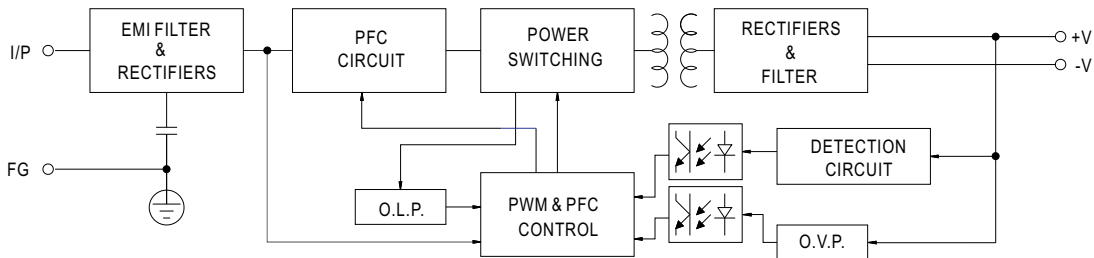 I/P
EMI FILTER
&
RECTIFIERS
PFC
CIRCUIT
POWER
SWITCHING
RECTIFIERS
&
FILTER
+V
-V
FG
O.L.P.
PWM & PFC
CONTROL
DETECTION
CIRCUIT
O.V.P.